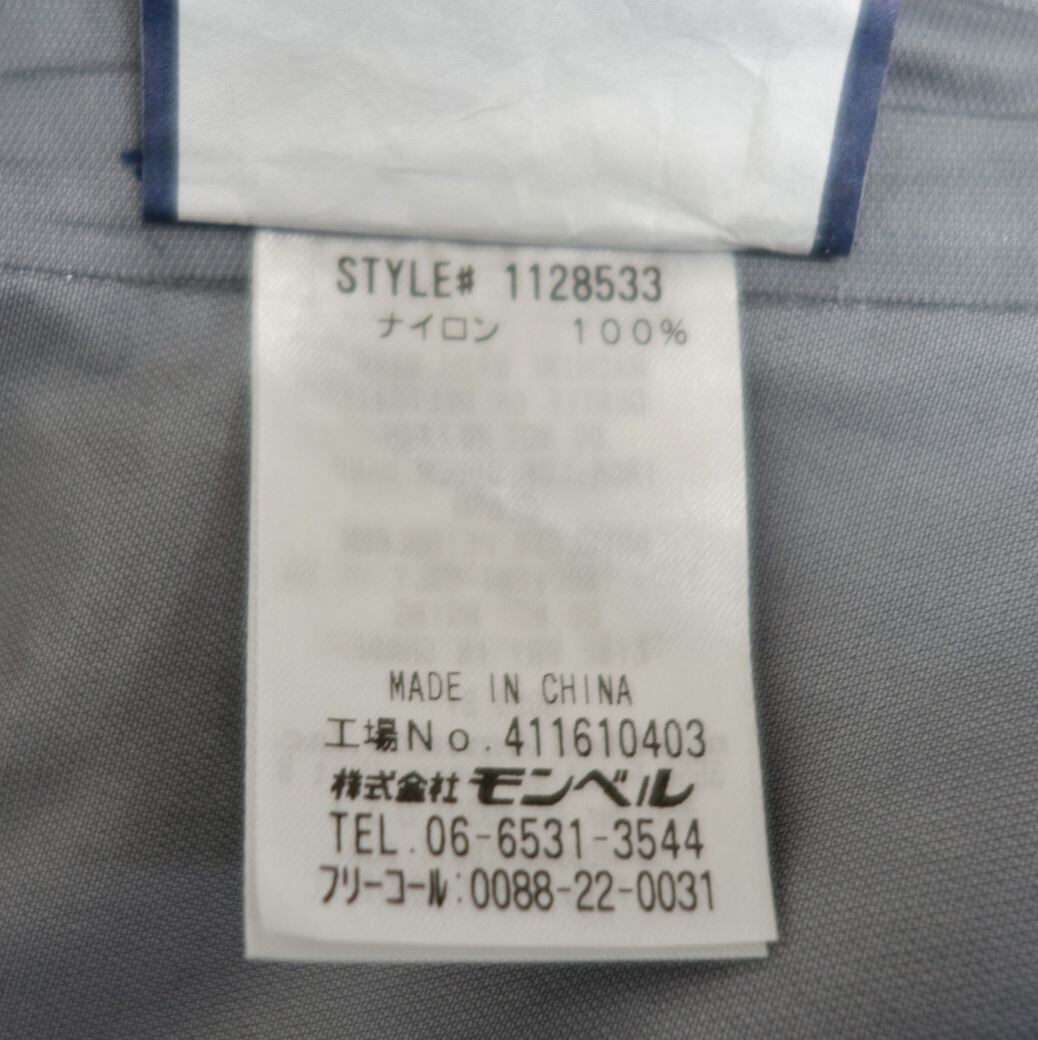 STYLE# 1128533
ナイロン 100%
MADE IN CHINA
工場No.411610403
株式会社 モンベル
TEL.06-6531-3544
フリーコール:0088-22-0031